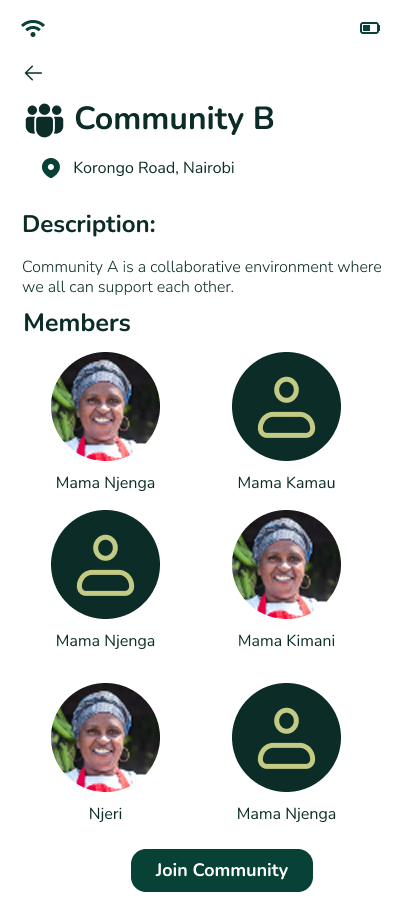 Community B
Korongo Road, Nairobi
Description:
Community A is a collaborative environment where
we all can support each other.
Members
Mama Njenga
Mama Kamau
Mama Njenga
Mama Kimani
Njeri
Mama Njenga
Join Community